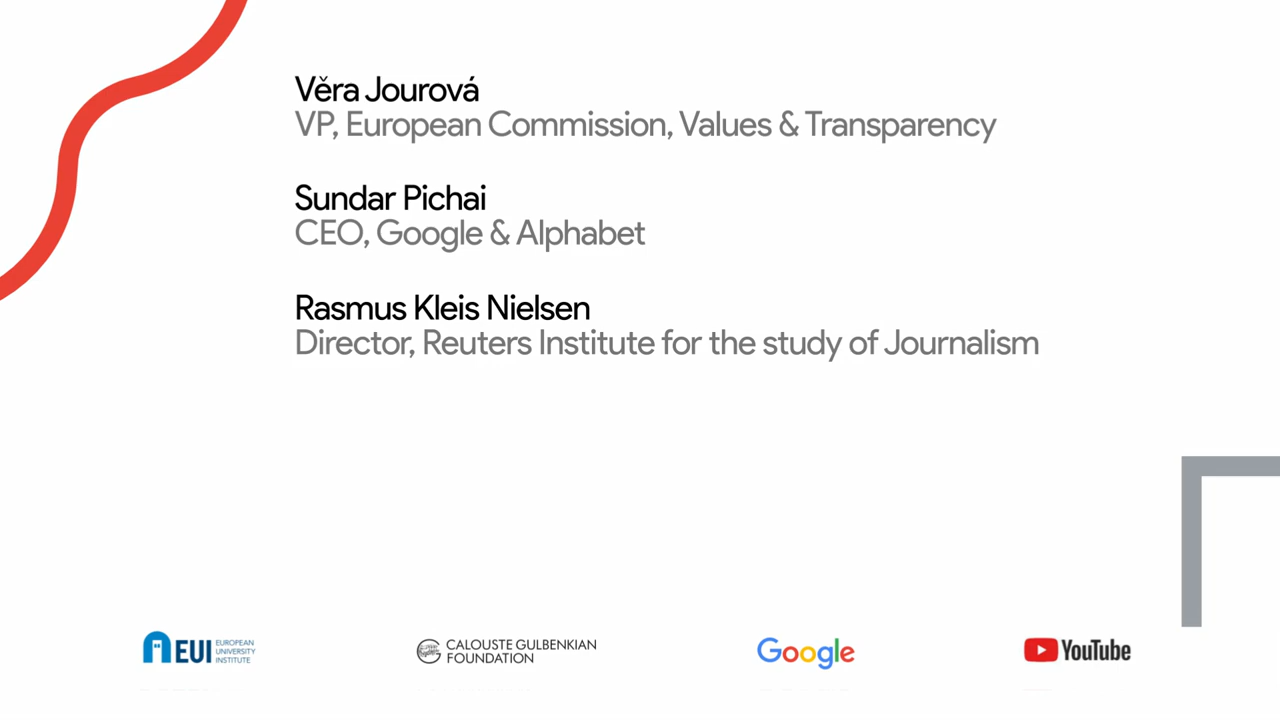 Věra Jourová
VP, European Commission, Values & Transparency
Sundar Pichai
CEO, Google & Alphabet
Rasmus Kleis Nielsen
Director, Reuters Institute for the study of Journalism
EUI
EUROPEAN
UNIVERSITY
INSTITUTE
CALOUSTE GULBENKIAN
FOUNDATION
Google
YouTube